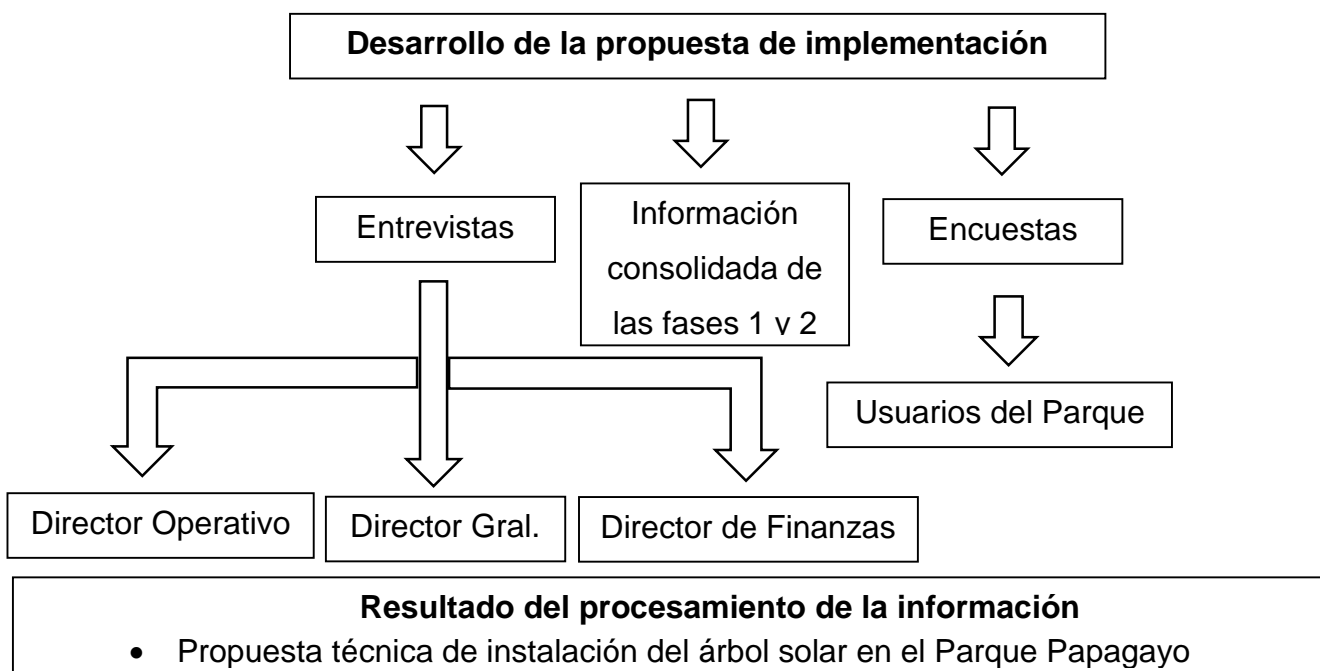 Desarrollo de la propuesta de implementación
Entrevistas
Información
consolidada de
las fases 1 y 2
Encuestas
Usuarios del Parque
Director Operativo
Director Gral.
Director de Finanzas
Resultado del procesamiento de la información
• Propuesta técnica de instalación del árbol solar en el Parque Papagayo